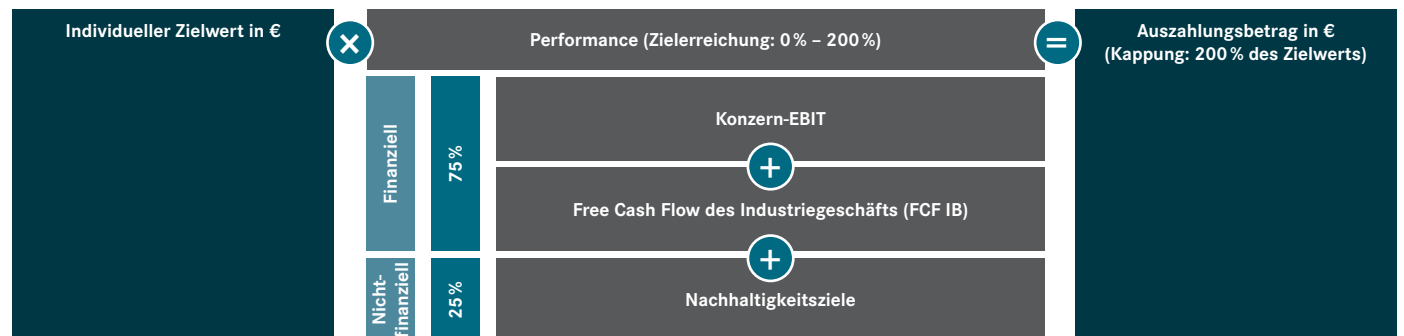 Individueller Zielwert in €
×
Performance (Zielerreichung: 0 % – 200 %)
=
Auszahlungsbetrag in €
(Kappung: 200 % des Zielwerts)
Finanziell
75 %
Konzern-EBIT
+
Free Cash Flow des Industriegeschäfts (FCF IB)
+
Nicht-
finanziell
25 %
Nachhaltigkeitsziele